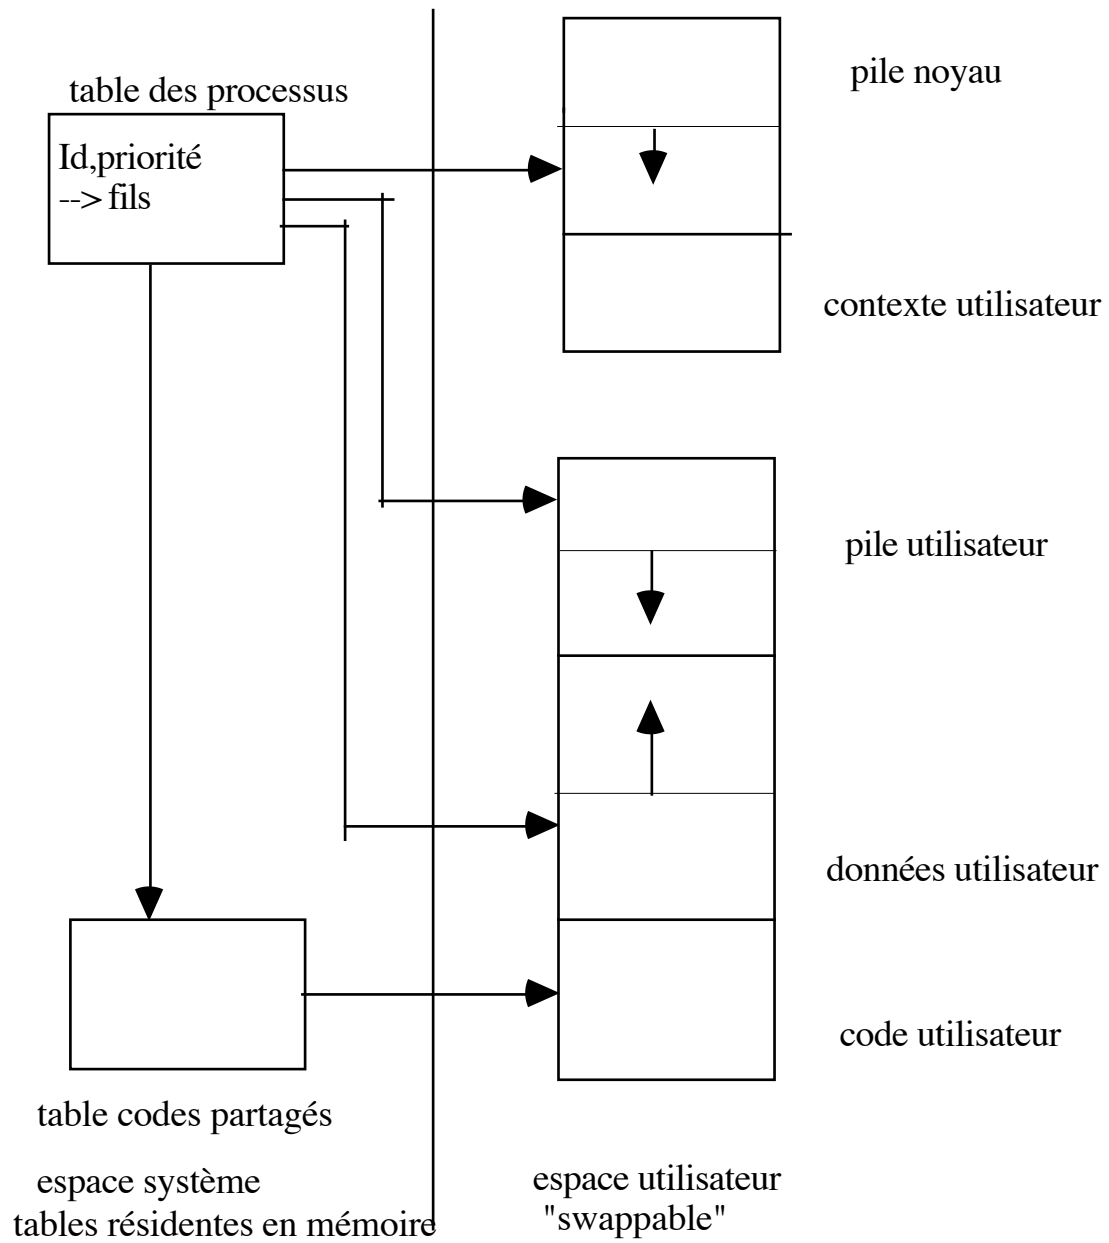 table des processus
Id,priorité
--> fils
pile noyau
contexte utilisateur
pile utilisateur
données utilisateur
code utilisateur
table codes partagés
espace système
tables résidentes en mémoire
espace utilisateur
"swappable"